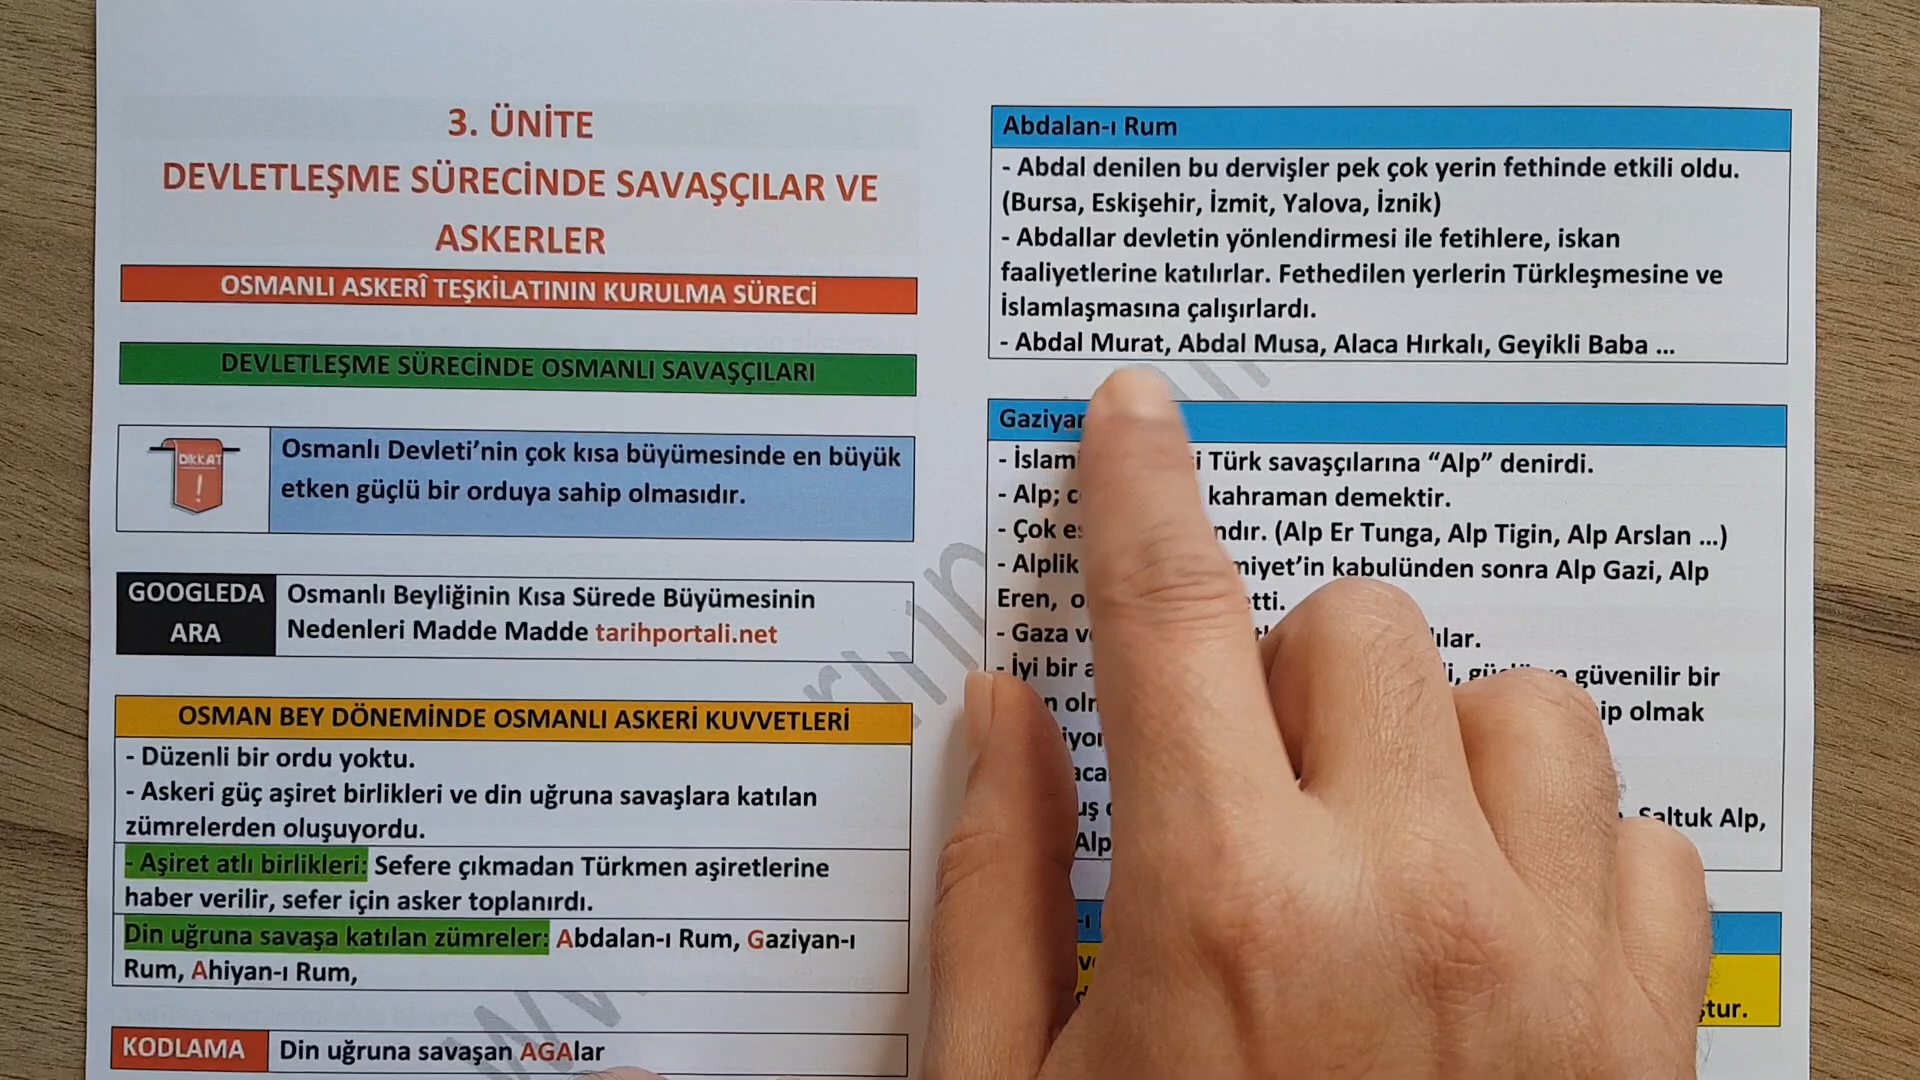 3. ÜNİTE
DEVLETLEŞME SÜRECİNDE SAVAŞÇILAR VE
ASKERLER
OSMANLI ASKERÎ TEŞKİLATININ KURULMA SÜRECİ
DEVLETLEŞME SÜRECİNDE OSMANLI SAVAŞÇILARI
DİKKAT
!
Osmanlı Devleti’nin çok kısa büyümesinde en büyük
etken güçlü bir orduya sahip olmasıdır.
GOOGLEDA
ARA
Osmanlı Beyliğinin Kısa Sürede Büyümesinin
Nedenleri Madde Madde tarihportali.net
OSMAN BEY DÖNEMİNDE OSMANLI ASKERİ KUVVETLERİ
- Düzenli bir ordu yoktu.
- Askeri güç aşiret birlikleri ve din uğruna savaşlara katılan
zümrelerden oluşuyordu.
- Aşiret atlı birlikleri: Sefere çıkmadan Türkmen aşiretlerine
haber verilir, sefer için asker toplanırdı.
Din uğruna savaşa katılan zümreler: Abdalan-ı Rum, Gaziyan-ı
Rum, Ahiyan-ı Rum,
KODLAMA
Din uğruna savaşan AGAlar
Abdalan-ı Rum
- Abdal denilen bu dervişler pek çok yerin fethinde etkili oldu.
(Bursa, Eskişehir, İzmit, Yalova, İznik)
- Abdallar devletin yönlendirmesi ile fetihlere, iskan
faaliyetlerine katılırlar. Fethedilen yerlerin Türkleşmesine ve
İslamlaşmasına çalışırlardı.
- Abdal Murat, Abdal Musa, Alaca Hırkalı, Geyikli Baba ...
- Türk savaşçılarına “Alp” denirdi.
- Alp; kahraman demektir.
- Çok (Alp Er Tunga, Alp Tigin, Alp Arslan ...)
- Alplik kabulünden sonra Alp Gazi, Alp
Eren,
- Gaza
- İyi bir güvenilir bir
olmak
Saltuk Alp,
Alp